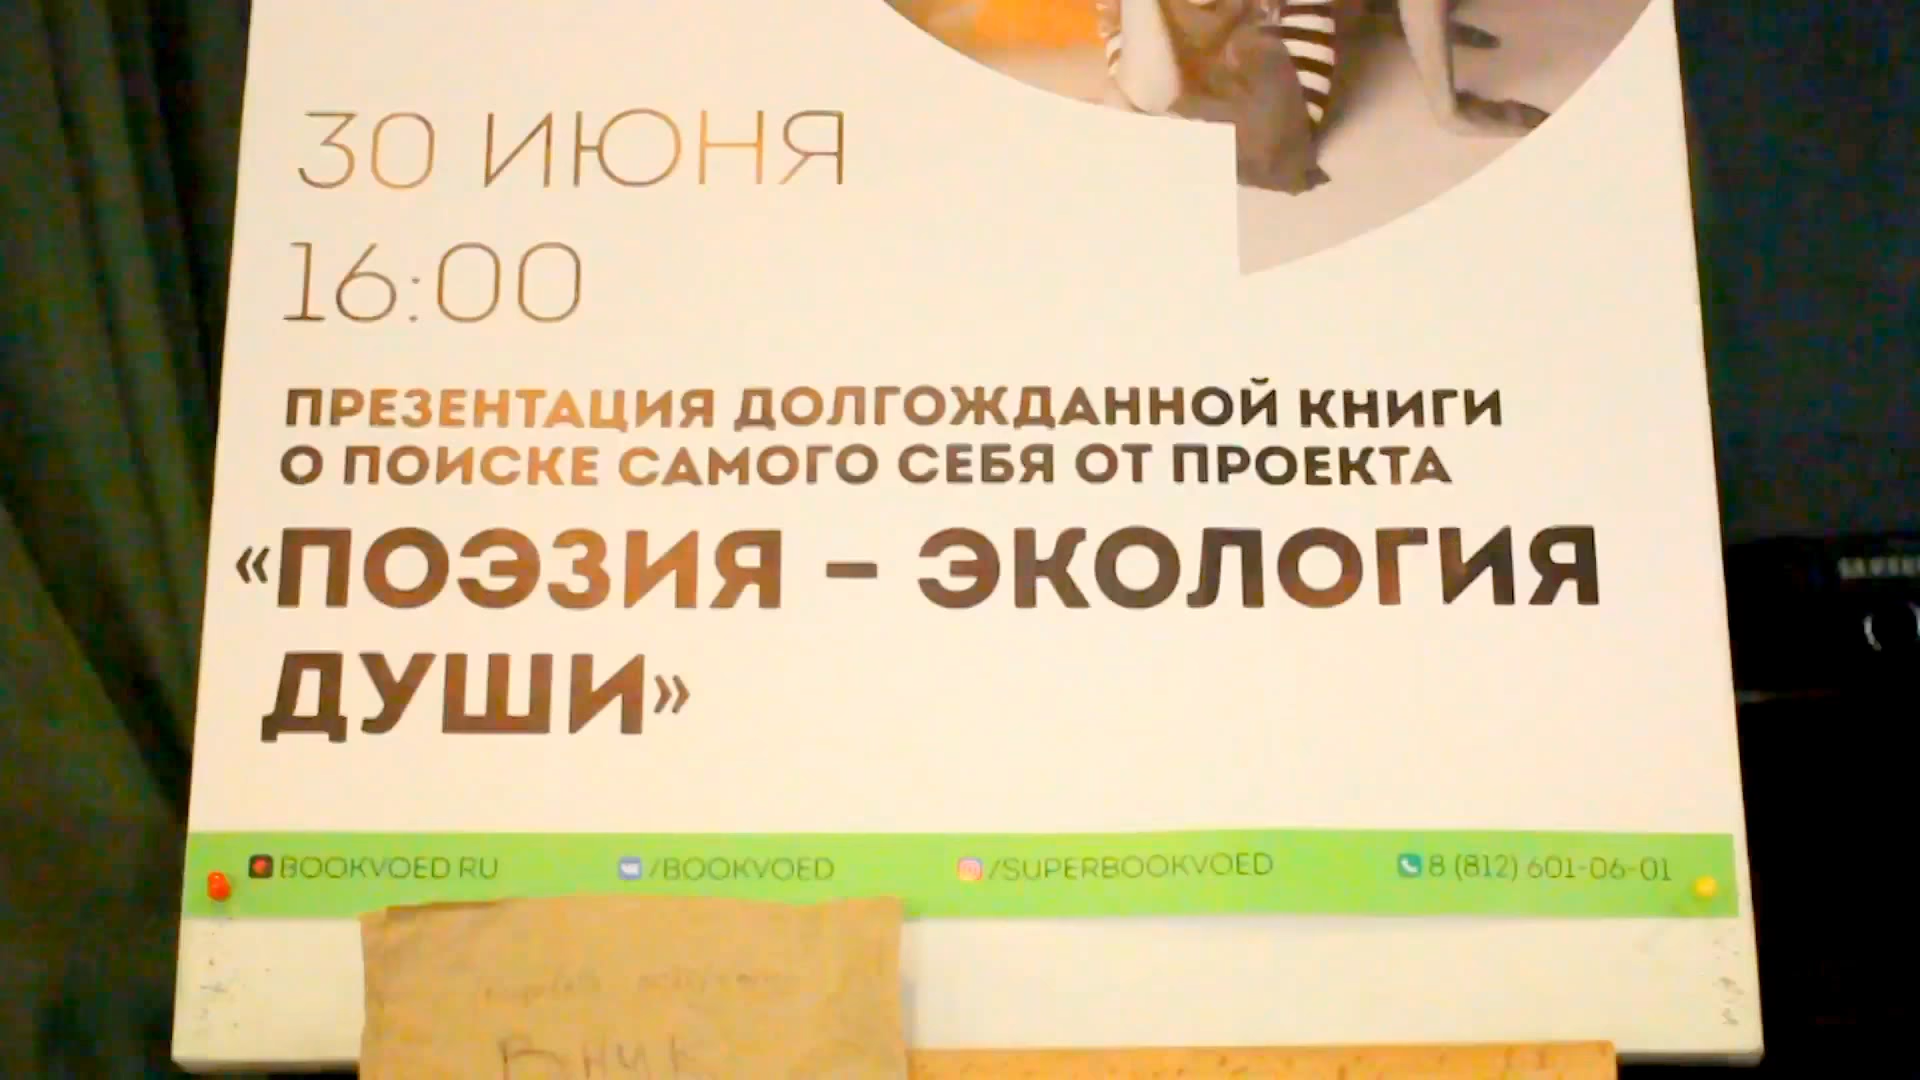 30 ИЮНЯ
16:00
ПРЕЗЕНТАЦИЯ ДОЛГОЖДАННОЙ КНИГИ
О ПОИСКЕ САМОГО СЕБЯ ОТ ПРОЕКТА
«ПОЭЗИЯ – ЭКОЛОГИЯ
ДУШИ»
BOOKVOED.RU /BOOKVOED /SUPERBOOKVOED 8 (812) 601-06-01